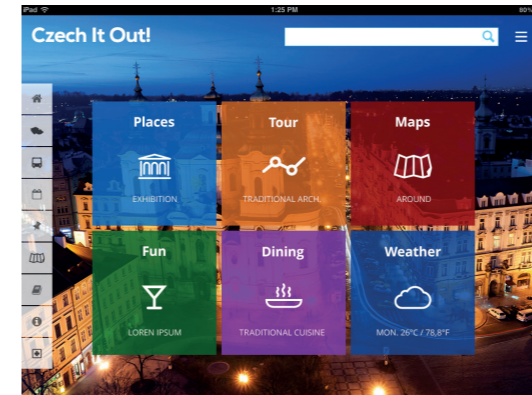 iPad
1:25 PM
80%
Czech It Out!
Places
EXHIBITION
Tour
TRADITIONAL ARCH.
Maps
AROUND
Fun
LOREN IPSUM
Dining
TRADITIONAL CUISINE
Weather
MON. 26°C / 78,8°F